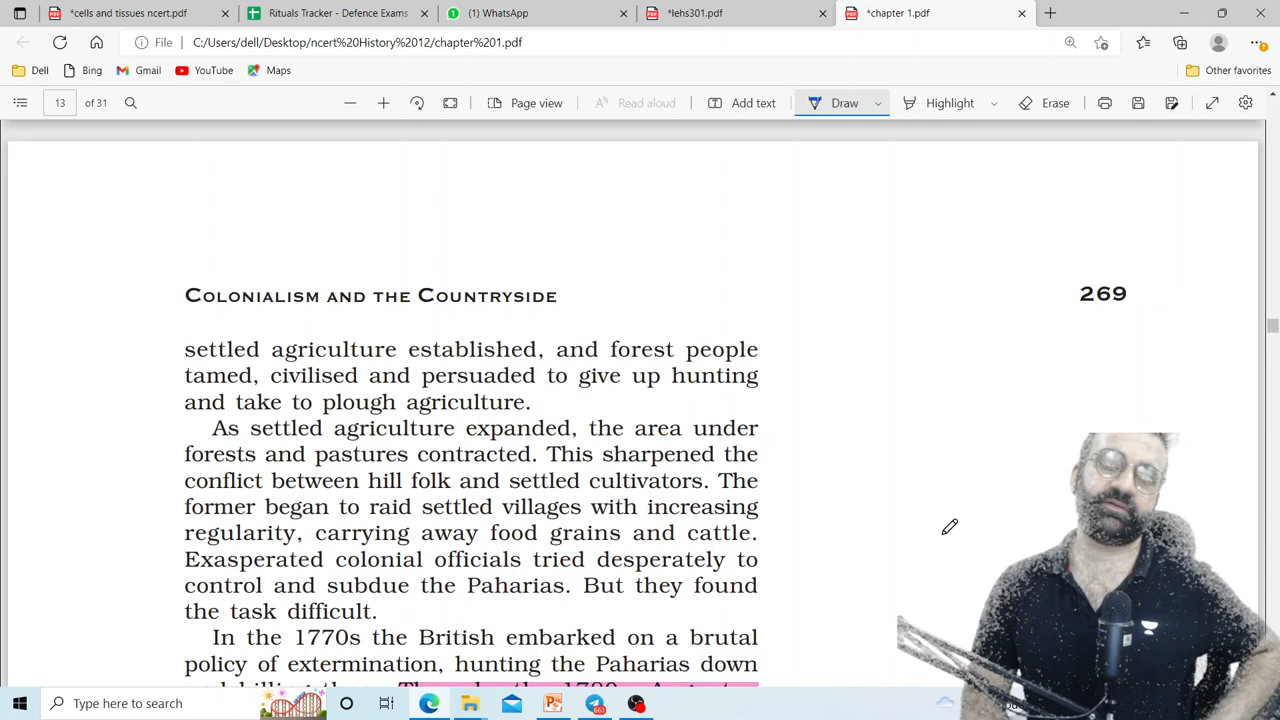 *cells and tissues ncert.pdf
Rituals Tracker - Defence Exams
(1) WhatsApp
*lehs301.pdf
*chapter 1.pdf
File C:/Users/dell/Desktop/ncert%20History%2012/chapter%201.pdf
Dell Bing Gmail YouTube Maps Other favorites
13 of 31 Page view Read aloud Add text Draw Highlight Erase
COLONIALISM AND THE COUNTRYSIDE 269
settled agriculture established, and forest people
tamed, civilised and persuaded to give up hunting
and take to plough agriculture.
As settled agriculture expanded, the area under
forests and pastures contracted. This sharpened the
conflict between hill folk and settled cultivators. The
former began to raid settled villages with increasing
regularity, carrying away food grains and cattle.
Exasperated colonial officials tried desperately to
control and subdue the Paharias. But they found
the task difficult.
In the 1770s the British embarked on a brutal
policy of extermination, hunting the Paharias down
Type here to search